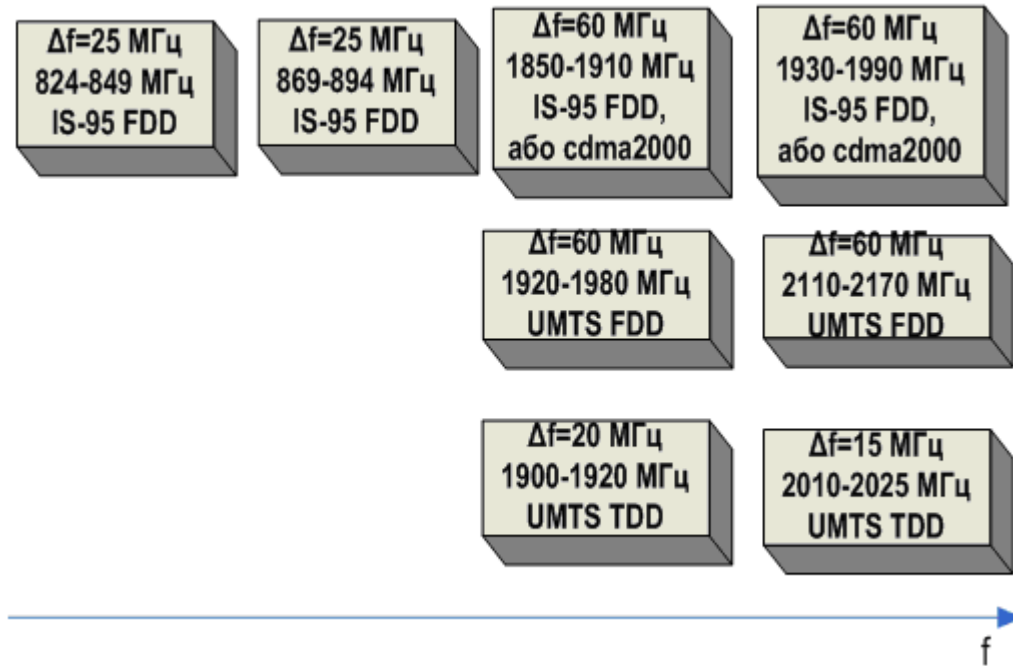 Δf=25 МГц
824-849 МГц
IS-95 FDD
Δf=25 МГц
869-894 МГц
IS-95 FDD
Δf=60 МГц
1850-1910 МГц
IS-95 FDD,
або cdma2000
Δf=60 МГц
1930-1990 МГц
IS-95 FDD,
або cdma2000
Δf=60 МГц
1920-1980 МГц
UMTS FDD
Δf=60 МГц
2110-2170 МГц
UMTS FDD
Δf=20 МГц
1900-1920 МГц
UMTS TDD
Δf=15 МГц
2010-2025 МГц
UMTS TDD
f